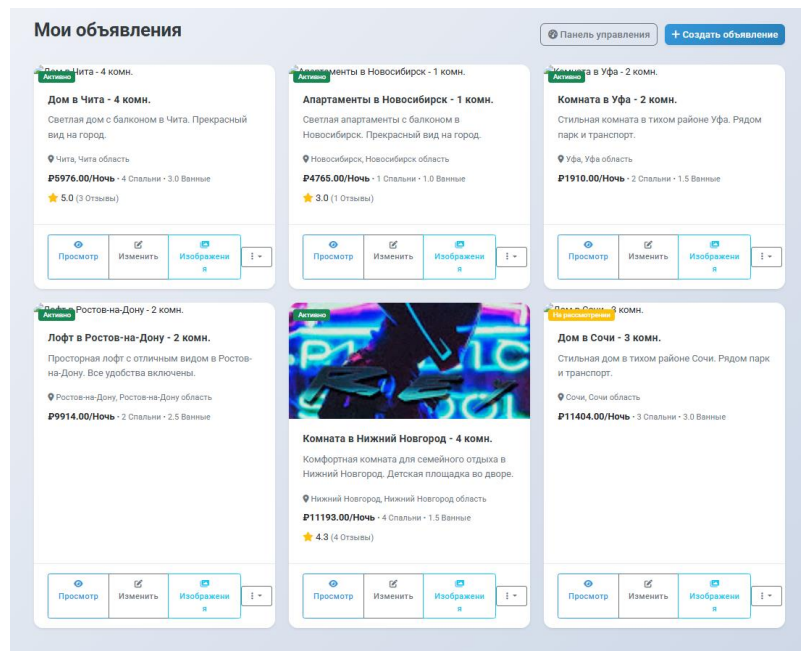 Мои объявления
Панель управления
+ Создать объявление
Активно
Чита - 4 комн.
Дом в Чита - 4 комн.
Светлая дом с балконом в Чита. Прекрасный
вид на город.
Чита, Чита область
₽5976.00/Ночь · 4 Спальни · 3.0 Ванные
5.0 (3 Отзывы)
Просмотр
Изменить
Изображени
я
Активно
в Новосибирск - 1 комн.
Апартаменты в Новосибирск - 1 комн.
Светлая апартаменты с балконом в
Новосибирск. Прекрасный вид на город.
Новосибирск, Новосибирск область
₽4765.00/Ночь · 1 Спальни · 1.0 Ванные
3.0 (1 Отзывы)
Просмотр
Изменить
Изображени
я
Активно
в Уфа - 2 комн.
Комната в Уфа - 2 комн.
Стильная комната в тихом районе Уфа. Рядом
парк и транспорт.
Уфа, Уфа область
₽1910.00/Ночь · 2 Спальни · 1.5 Ванные
Просмотр
Изменить
Изображени
я
Активно
Ростов-на-Дону - 2 комн.
Лофт в Ростов-на-Дону - 2 комн.
Просторная лофт с отличным видом в Ростов-
на-Дону. Все удобства включены.
Ростов-на-Дону, Ростов-на-Дону область
₽9914.00/Ночь · 2 Спальни · 2.5 Ванные
Просмотр
Изменить
Изображени
я
Активно
Комната в Нижний Новгород - 4 комн.
Комфортная комната для семейного отдыха в
Нижний Новгород. Детская площадка во дворе.
Нижний Новгород, Нижний Новгород область
₽11193.00/Ночь · 4 Спальни · 1.5 Ванные
4.3 (4 Отзывы)
Просмотр
Изменить
Изображени
я
На рассмотрении
3 комн.
Дом в Сочи - 3 комн.
Стильная дом в тихом районе Сочи. Рядом парк
и транспорт.
Сочи, Сочи область
₽11404.00/Ночь · 3 Спальни · 3.0 Ванные
Просмотр
Изменить
Изображени
я